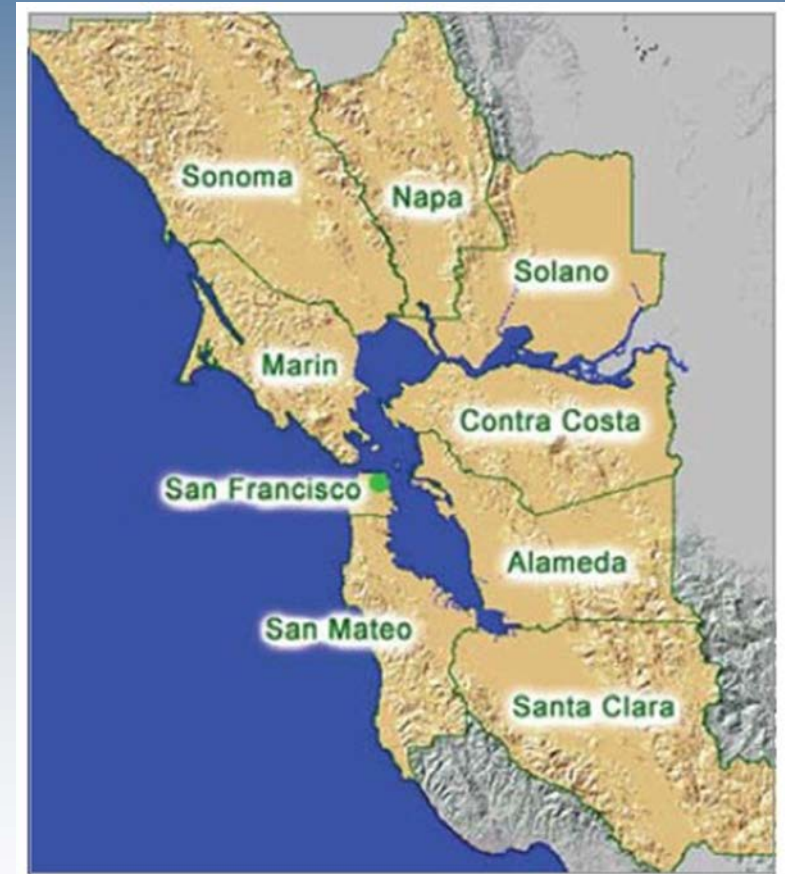 Sonoma
Napa
Solano
Marin
Contra Costa
San Francisco
Alameda
San Mateo
Santa Clara